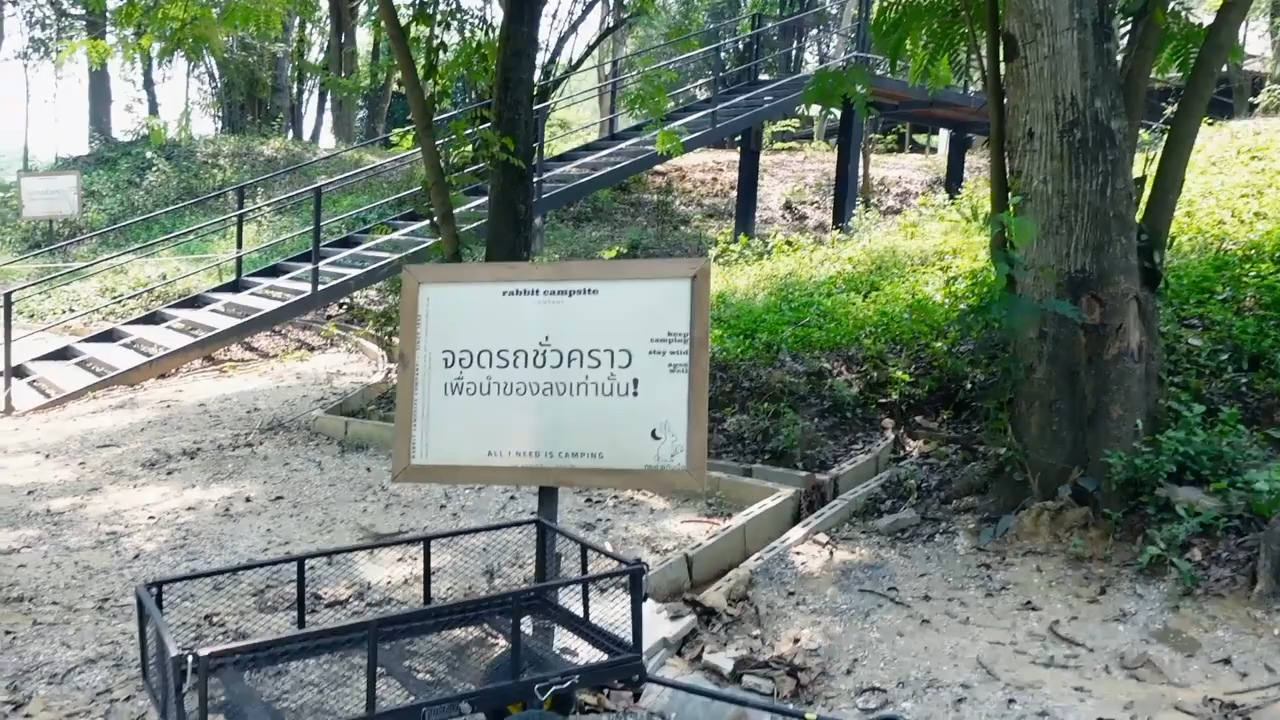 rabbit campsite
COMPANY
keep
camping
stay wild
จอดรถชั่วคราว
เพื่อนำของลงเท่านั้น!
ALL I NEED IS CAMPING